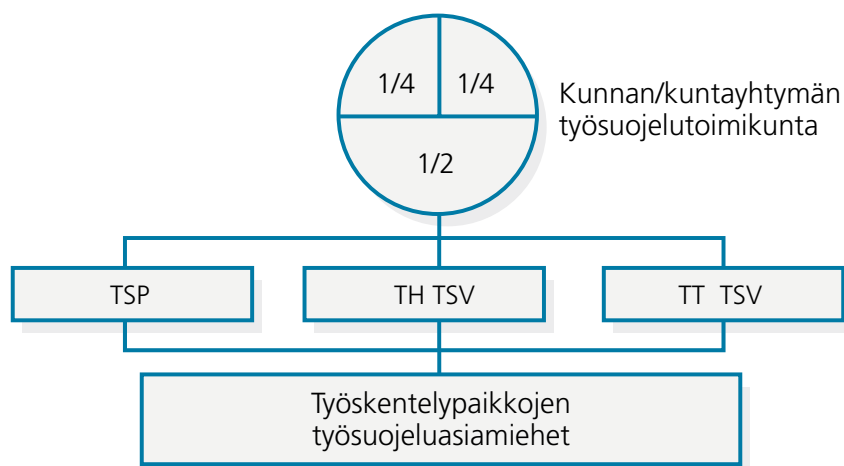 1/4 1/4
1/2
Kunnan/kuntayhtymän
työsuojelutoimikunta
TSP
TH TSV
TT TSV
Työskentelypaikkojen
työsuojeluasiamiehet